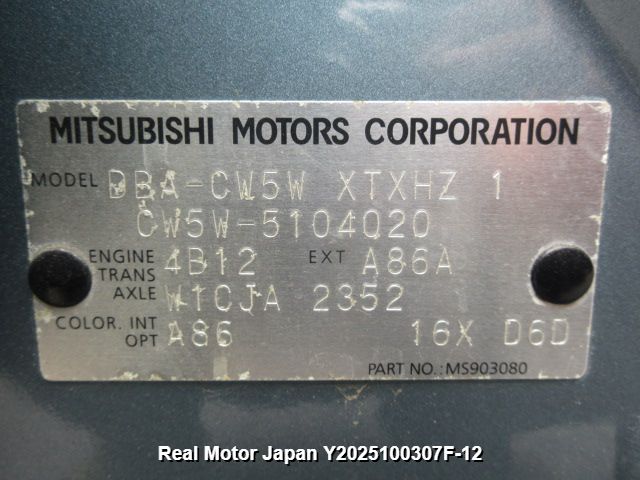 MITSUBISHI MOTORS CORPORATION
MODEL DBA-CW5W XTXHZ 1
CW5W-5104020
ENGINE 4B12 EXT A86A
TRANS
AXLE W1CJA 2352
COLOR. INT
OPT A86 16X D6D
PART NO.: MS903080
Real Motor Japan Y2025100307F-12